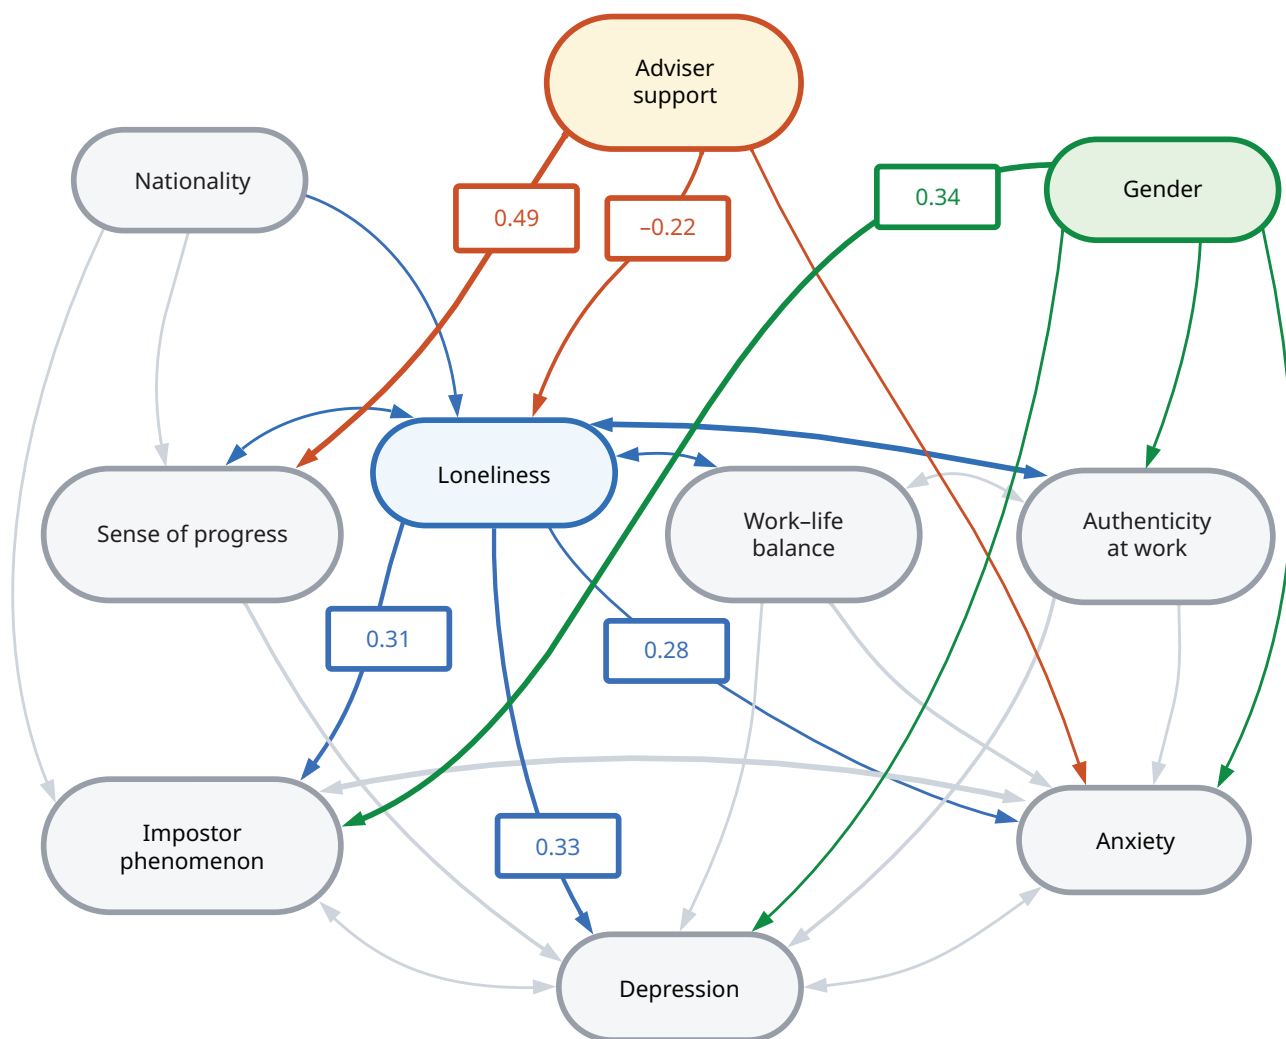 Adviser
support
Nationality
Gender
0.49
–0.22
0.34
Loneliness
Sense of progress
Work–life
balance
Authenticity
at work
0.31
0.28
Impostor
phenomenon
0.33
Anxiety
Depression